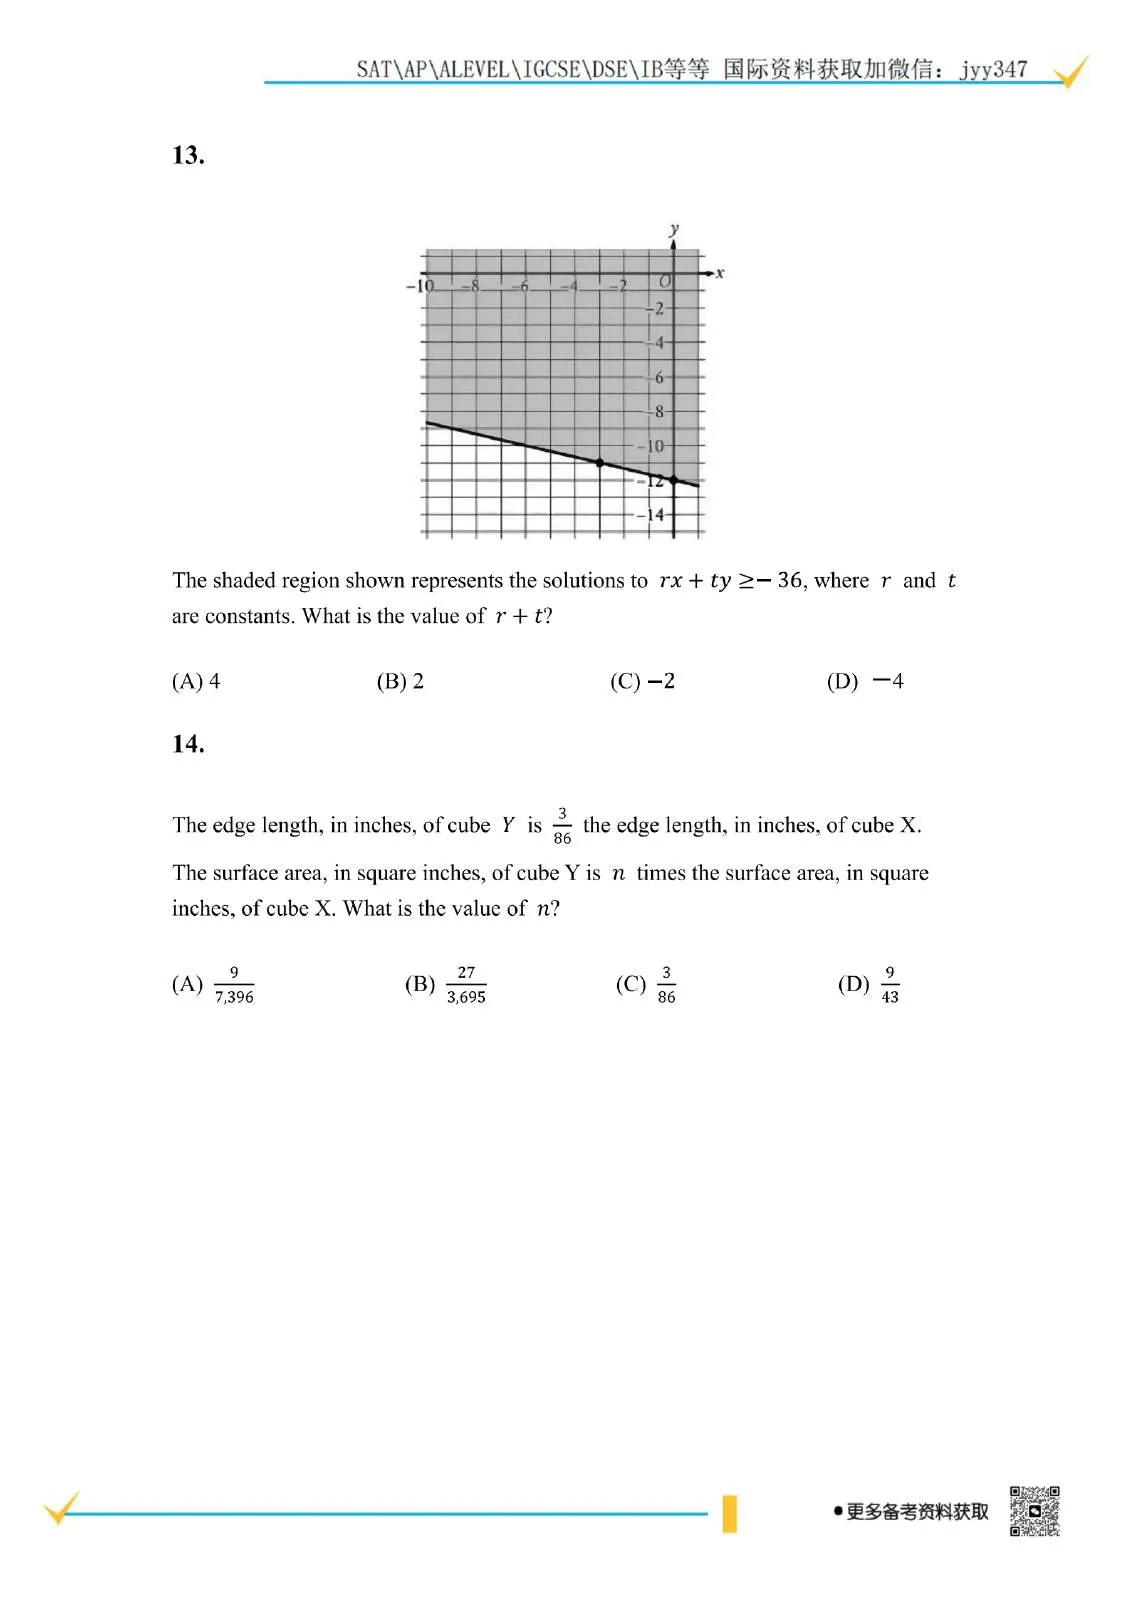 SAT\AP\ALEVEL\IGCSE\DSE\IB等等 国际资料获取加微信：jyy347
13.
y
x
-10 -8 -6 -4 -2 O
-2
-4
-6
-8
-10
-12
-14
The shaded region shown represents the solutions to rx + ty ≥− 36, where r and t
are constants. What is the value of r + t?
(A) 4 (B) 2 (C) −2 (D) −4
14.
The edge length, in inches, of cube Y is 3/86 the edge length, in inches, of cube X.
The surface area, in square inches, of cube Y is n times the surface area, in square
inches, of cube X. What is the value of n?
(A) 9/7,396 (B) 27/3,695 (C) 3/86 (D) 9/43
•更多备考资料获取